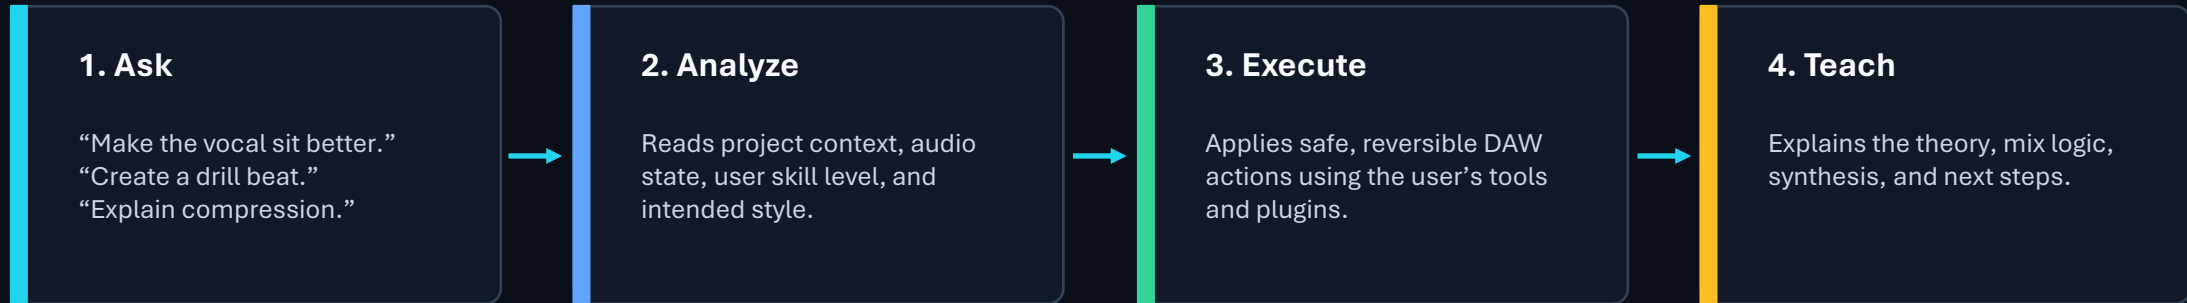 1. Ask
“Make the vocal sit better.”
“Create a drill beat.”
“Explain compression.”
2. Analyze
Reads project context, audio
state, user skill level, and
intended style.
3. Execute
Applies safe, reversible DAW
actions using the user’s tools
and plugins.
4. Teach
Explains the theory, mix logic,
synthesis, and next steps.